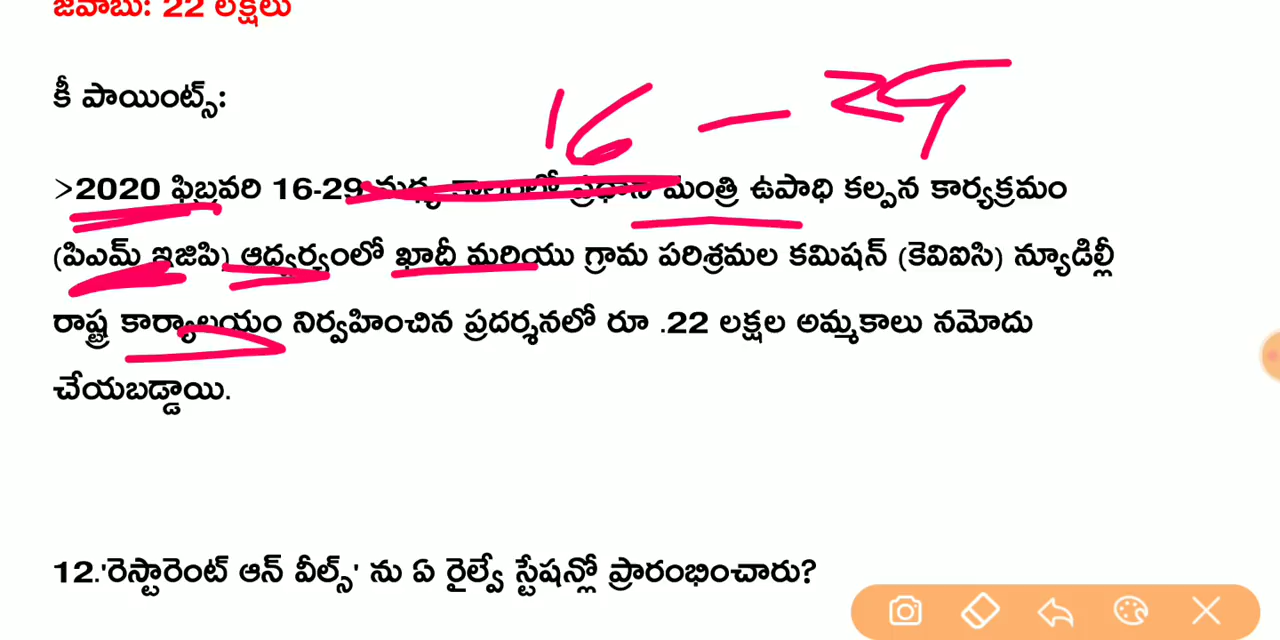 జవాబు: 22 లక్షలు
కీ పాయింట్స్:
16 - 29
>2020 ఫిబ్రవరి 16-29 మధ్య కాలంలో ప్రధాన మంత్రి ఉపాధి కల్పన కార్యక్రమం
(పిఎమ్ ఇజిపి) ఆధ్వర్యంలో ఖాదీ మరియు గ్రామ పరిశ్రమల కమిషన్ (కెవిఐసి) న్యూడిల్లీ
రాష్ట్ర కార్యాలయం నిర్వహించిన ప్రదర్శనలో రూ .22 లక్షల అమ్మకాలు నమోదు
చేయబడ్డాయి.
12.'రెస్టారెంట్ ఆన్ వీల్స్' ను ఏ రైల్వే స్టేషన్లో ప్రారంభించారు?